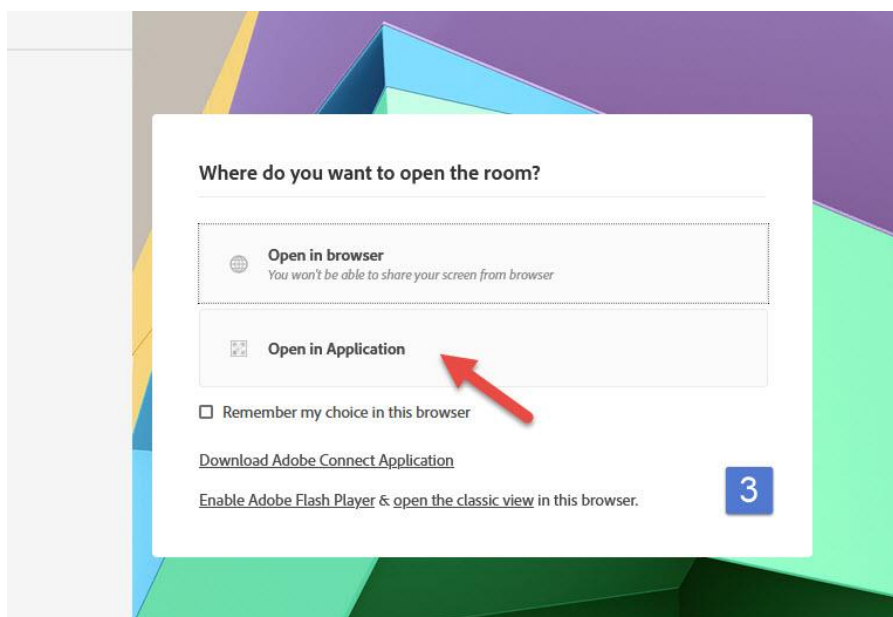 Where do you want to open the room?
Open in browser
You won't be able to share your screen from browser
Open in Application
Remember my choice in this browser
Download Adobe Connect Application
Enable Adobe Flash Player & open the classic view in this browser.
3